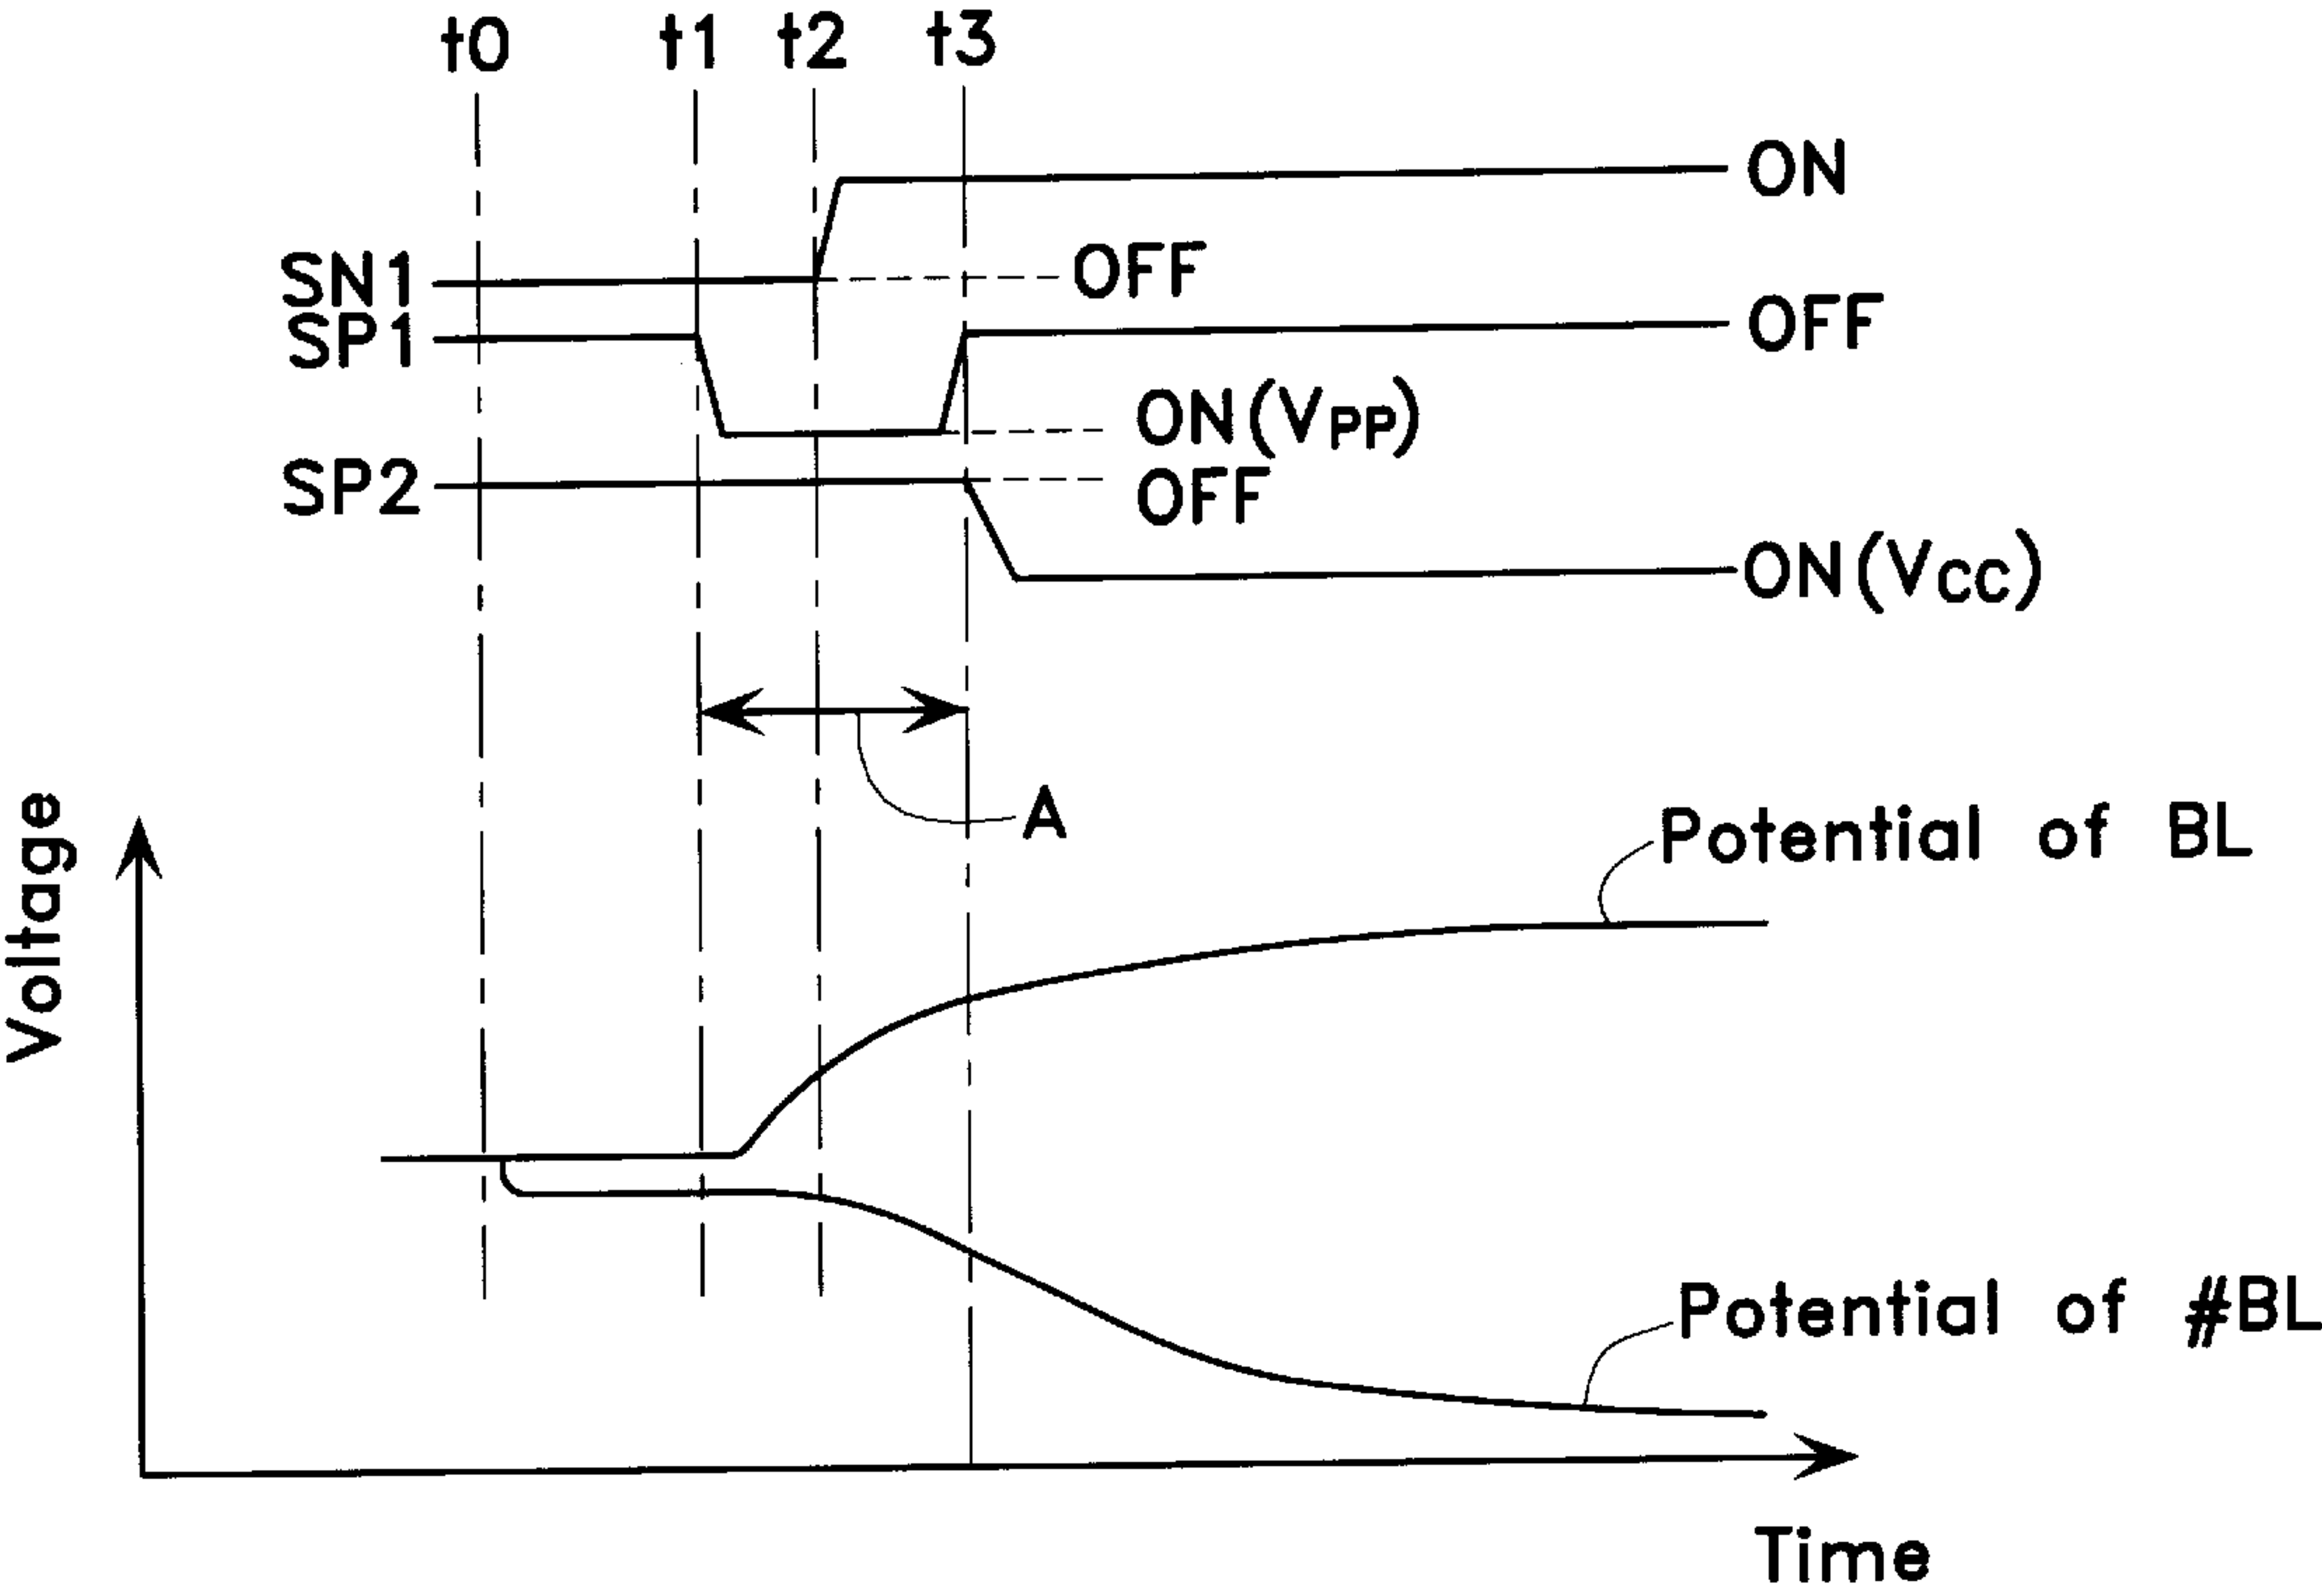 t0 t1 t2 t3
ON
SN1 OFF
SP1 OFF
ON(VPP)
SP2 OFF
ON(VCC)
A
Potential of BL
Voltage
Potential of #BL
Time